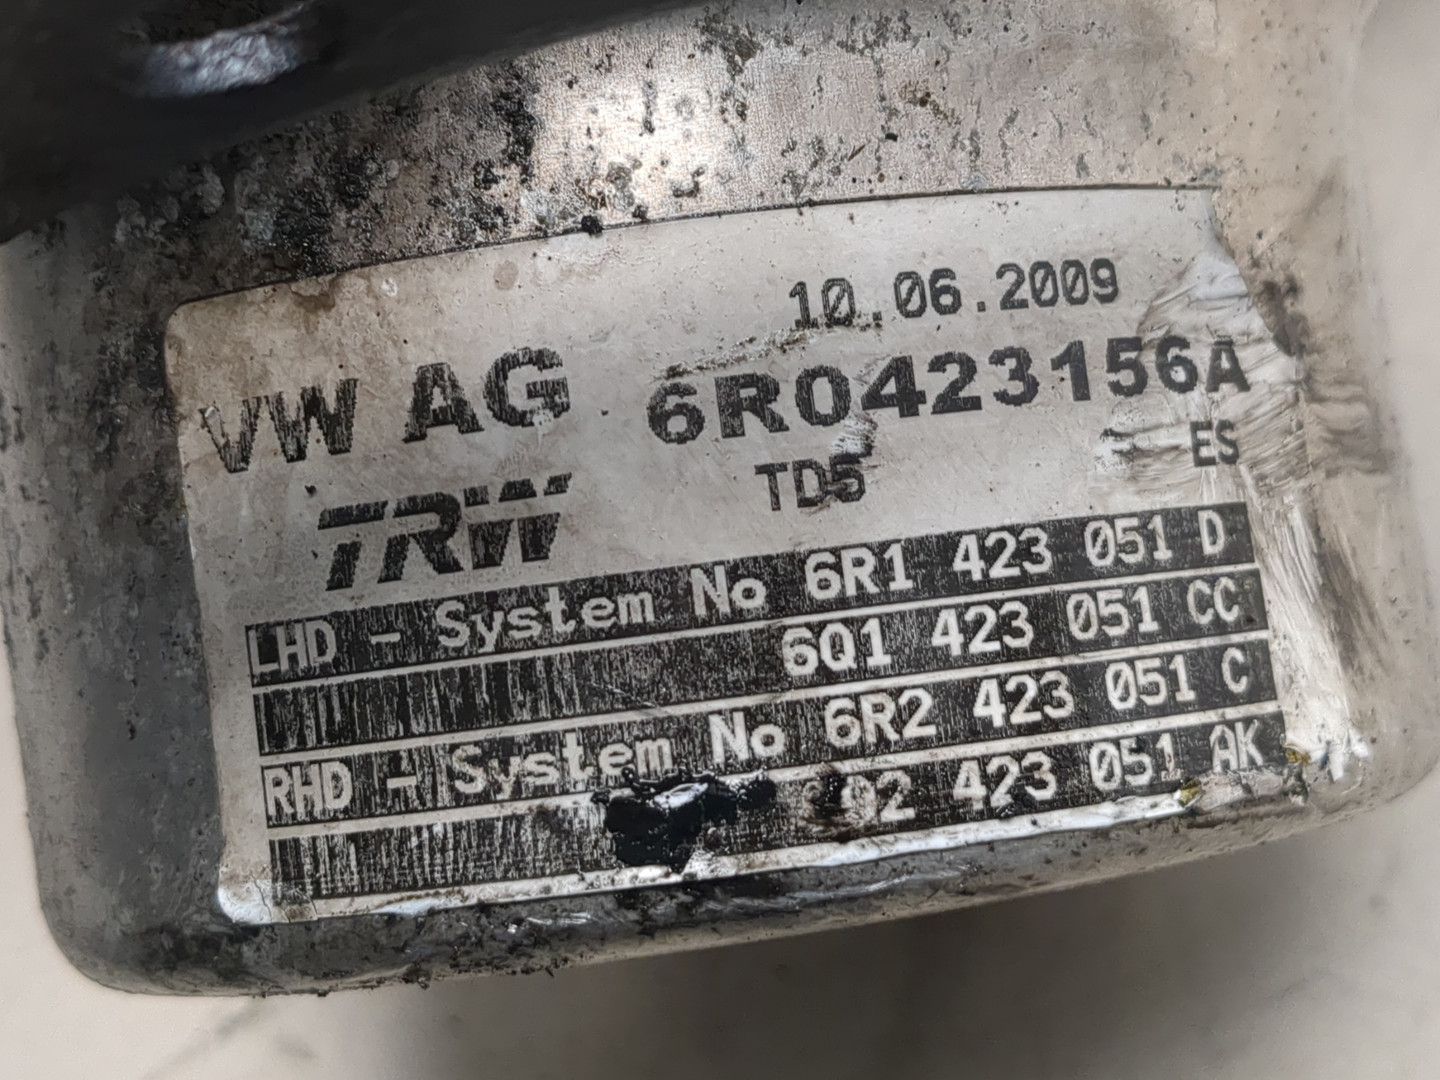 10.06.2009
VW AG 6R0423156A
TRW TD5 ES
LHD - System No 6R1 423 051 D
6Q1 423 051 CC
RHD - System No 6R2 423 051 C
423 051 AK